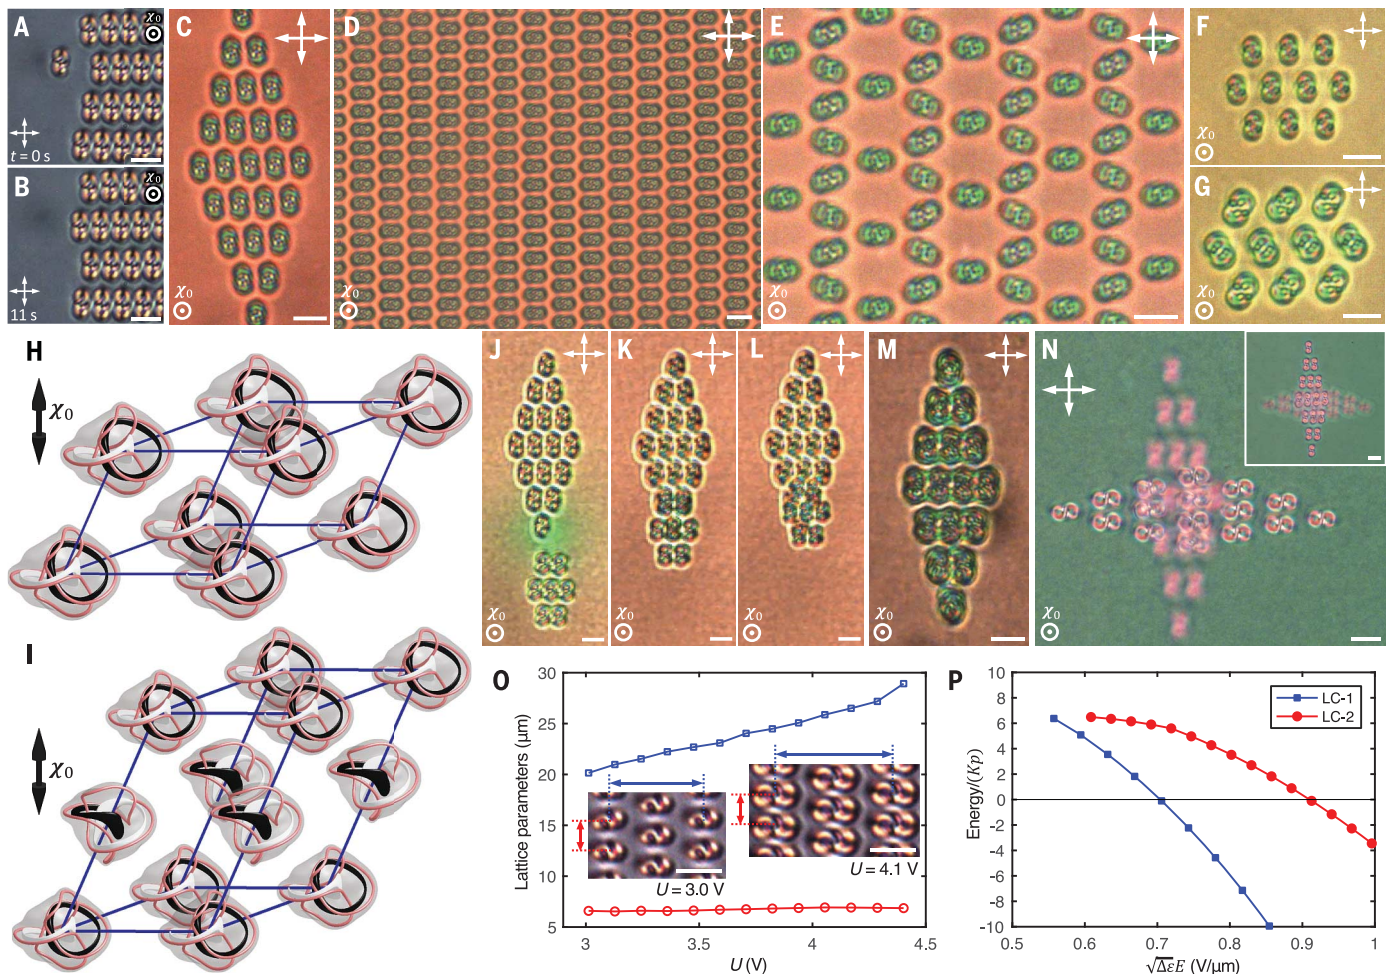 A
χ₀
t = 0 s
B
χ₀
11 s
C
χ₀
D
χ₀
E
χ₀
F
χ₀
G
χ₀
H
χ₀
I
χ₀
J
χ₀
K
χ₀
L
χ₀
M
χ₀
N
χ₀
O
30
25
20
15
10
5
3
3.5
4
4.5
Lattice parameters (μm)
U (V)
U = 3.0 V
U = 4.1 V
P
10
8
6
4
2
0
-2
-4
-6
-8
-10
0.5
0.6
0.7
0.8
0.9
1
Energy/(Kp)
√Δε̅E (V/μm)
LC-1
LC-2